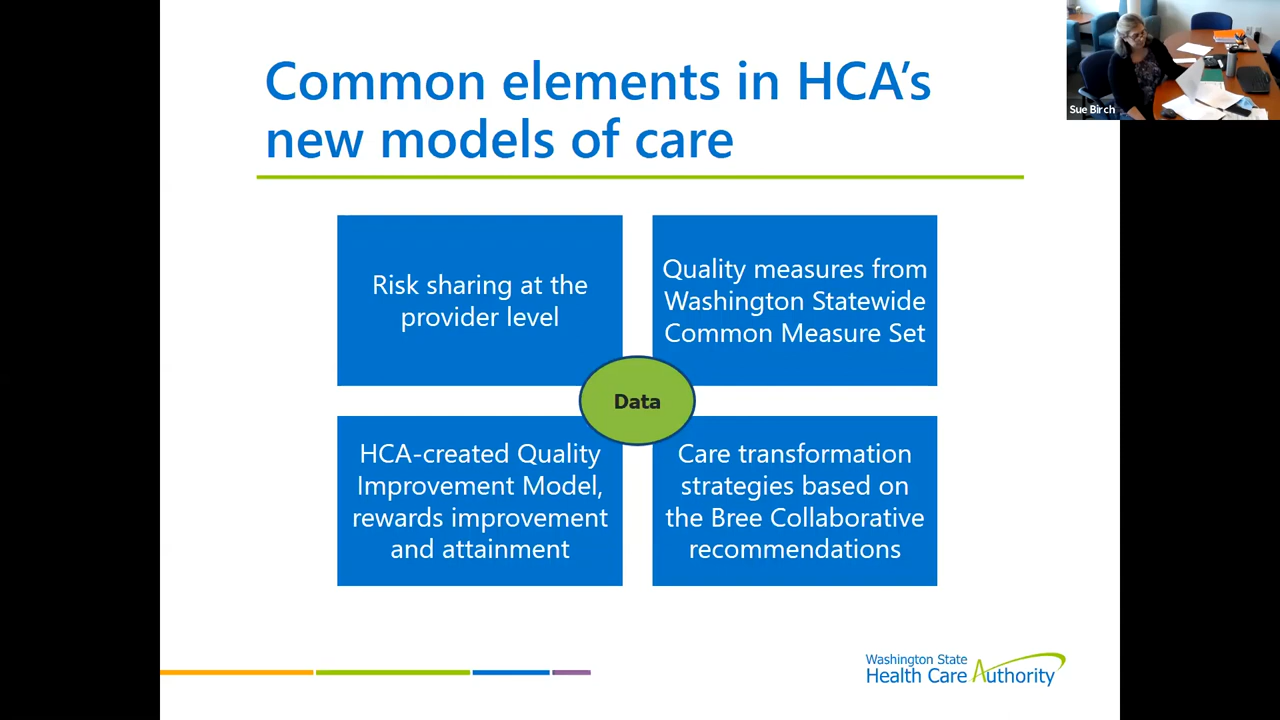 Common elements in HCA's
new models of care
Sue Birch
Risk sharing at the
provider level
Quality measures from
Washington Statewide
Common Measure Set
Data
HCA-created Quality
Improvement Model,
rewards improvement
and attainment
Care transformation
strategies based on
the Bree Collaborative
recommendations
Washington State
Health Care Authority